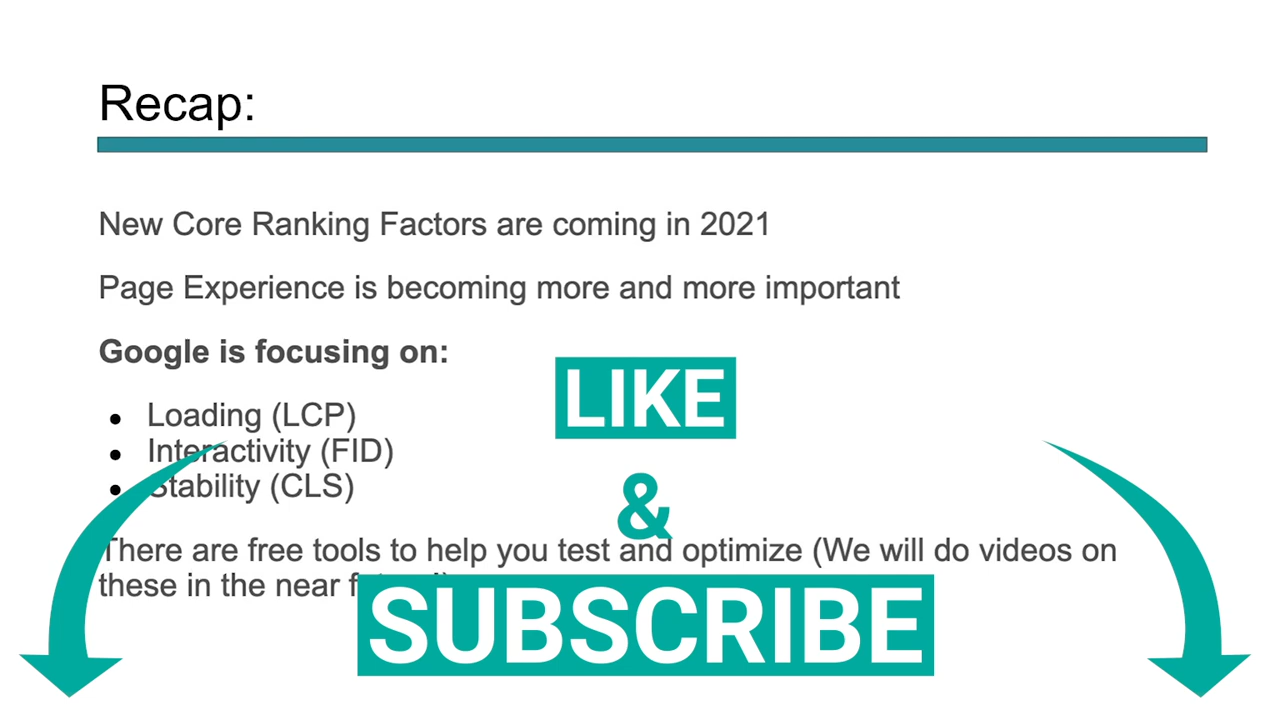 Recap:
New Core Ranking Factors are coming in 2021
Page Experience is becoming more and more important
Google is focusing on:
• Loading (LCP)
• Interactivity (FID)
• Stability (CLS)
There are free tools to help you test and optimize (We will do videos on
these in the near
LIKE
&
SUBSCRIBE